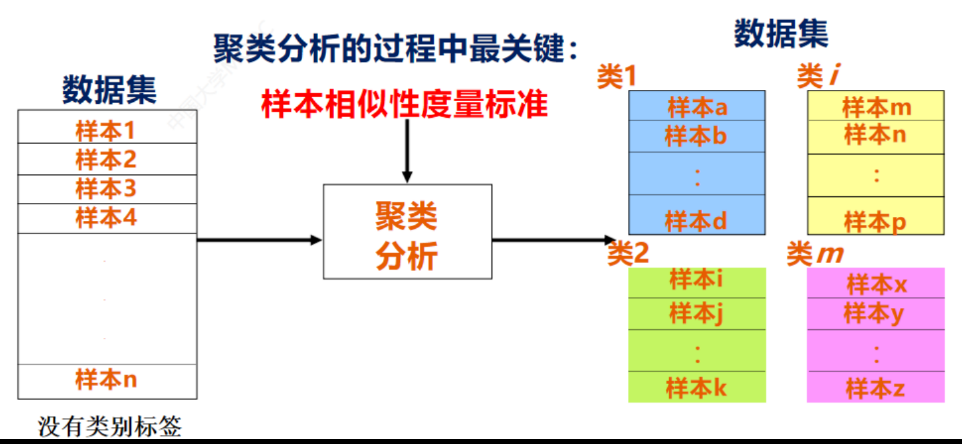 聚类分析的过程中最关键：
样本相似性度量标准
数据集
样本1
样本2
样本3
样本4
样本n
没有类别标签
聚类
分析
数据集
类1
样本a
样本b
:
样本d
类i
样本m
样本n
:
样本p
类2
样本i
样本j
:
样本k
类m
样本x
样本y
:
样本z